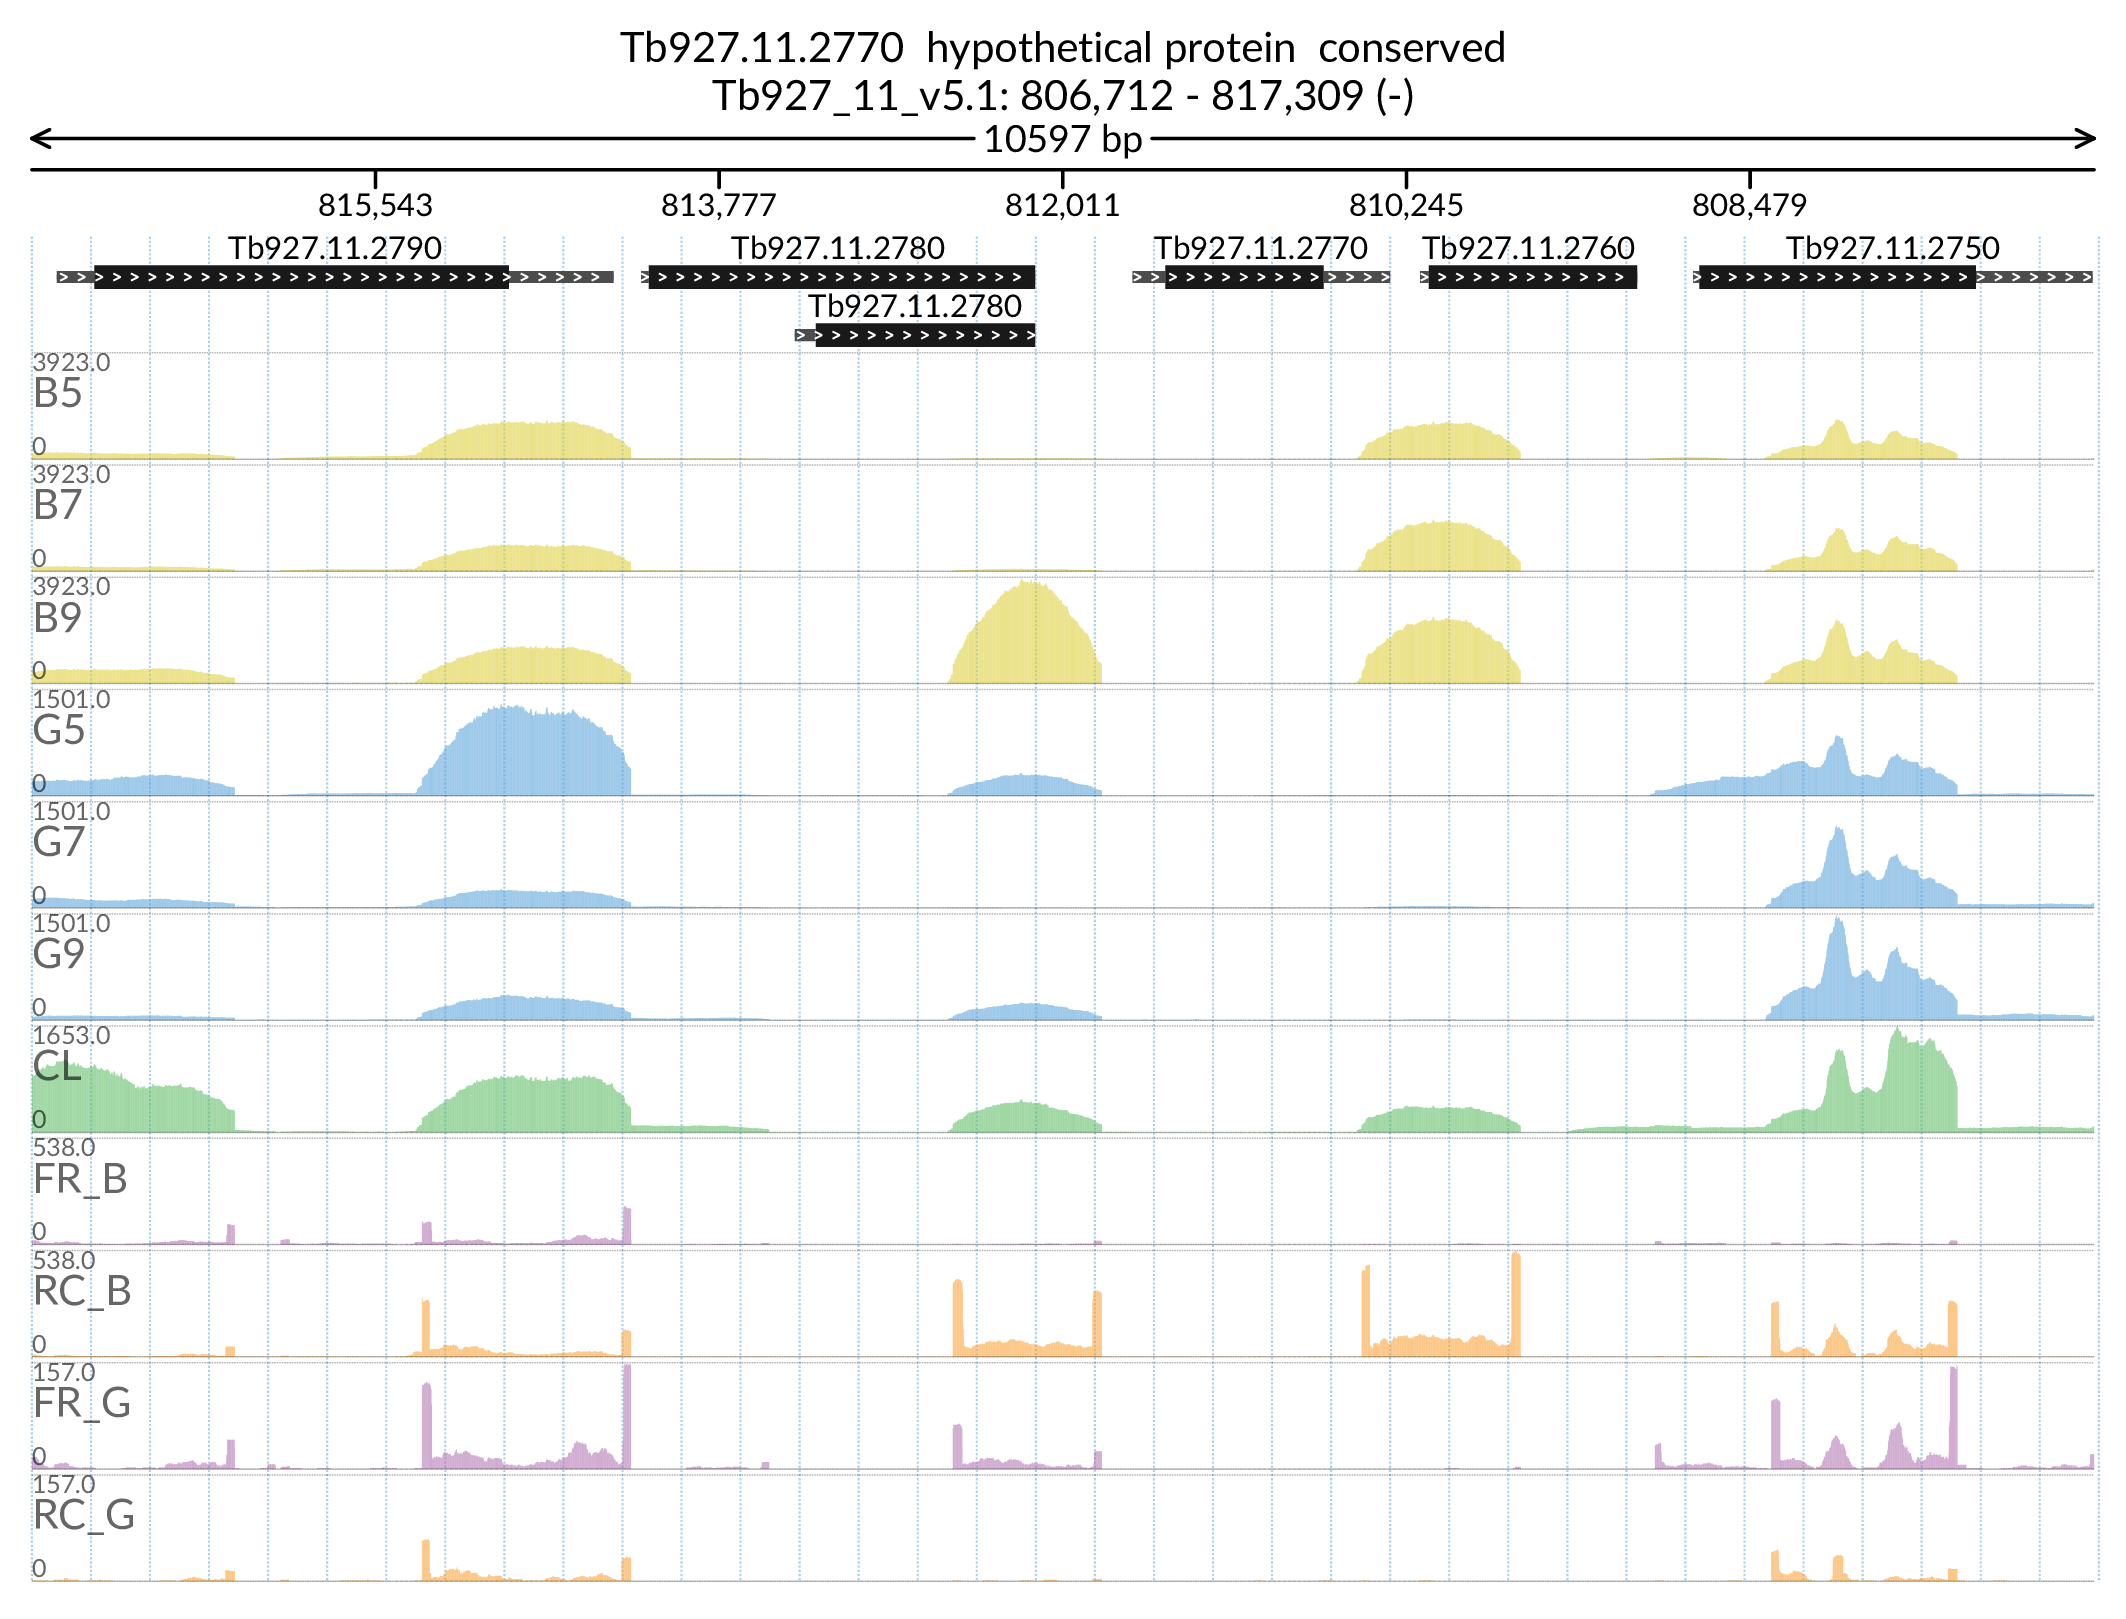 Tb927.11.2770  hypothetical protein  conserved
Tb927_11_v5.1: 806,712 - 817,309 (-)
10597 bp
815,543 813,777 812,011 810,245 808,479
Tb927.11.2790 Tb927.11.2780 Tb927.11.2770 Tb927.11.2760 Tb927.11.2750
Tb927.11.2780
3923.0
B5
0
3923.0
B7
0
3923.0
B9
0
1501.0
G5
0
1501.0
G7
0
1501.0
G9
0
1653.0
CL
0
538.0
FR_B
0
538.0
RC_B
0
157.0
FR_G
0
157.0
RC_G
0